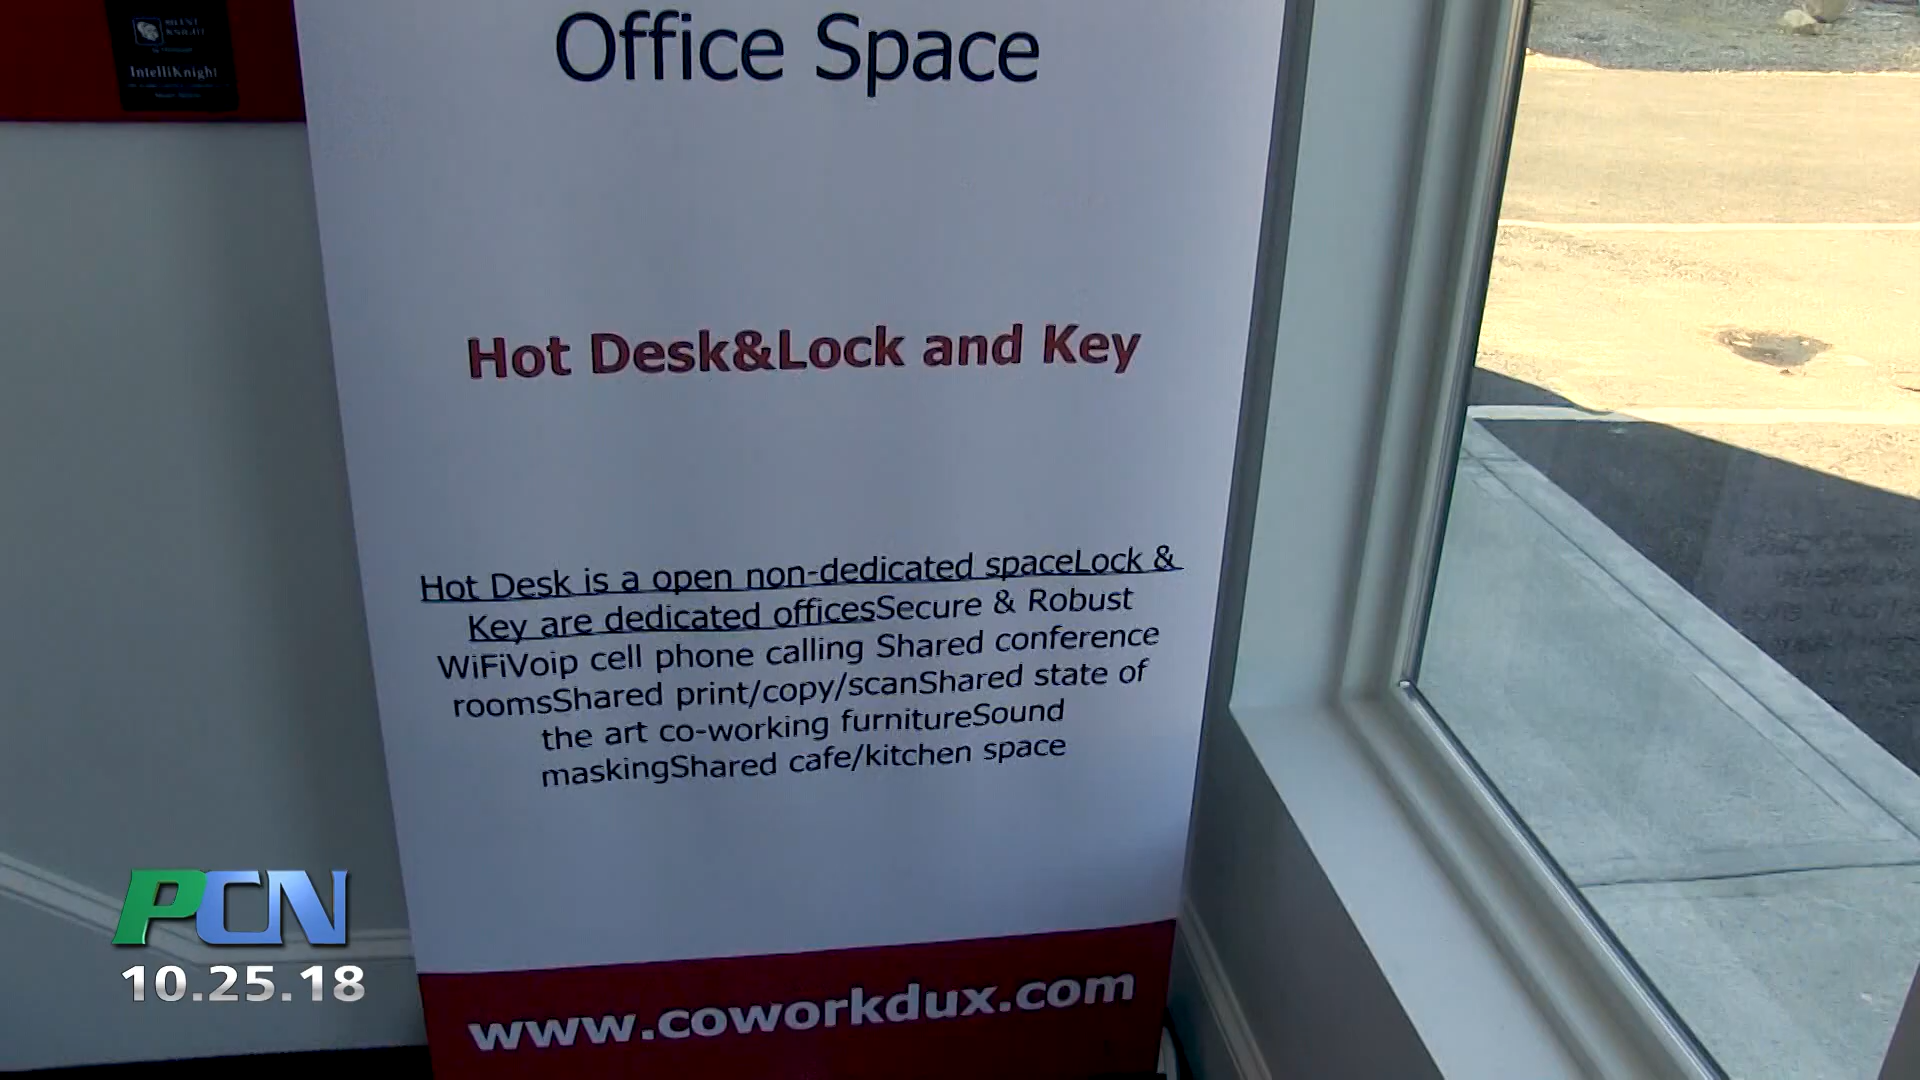 Office Space
SILENT
KNIGHT
IntelliKnight
Hot Desk&Lock and Key
Hot Desk is a open non-dedicated spaceLock &
Key are dedicated officesSecure & Robust
WiFiVoip cell phone calling Shared conference
roomsShared print/copy/scanShared state of
the art co-working furnitureSound
maskingShared cafe/kitchen space
www.coworkdux.com
PCN
10.25.18